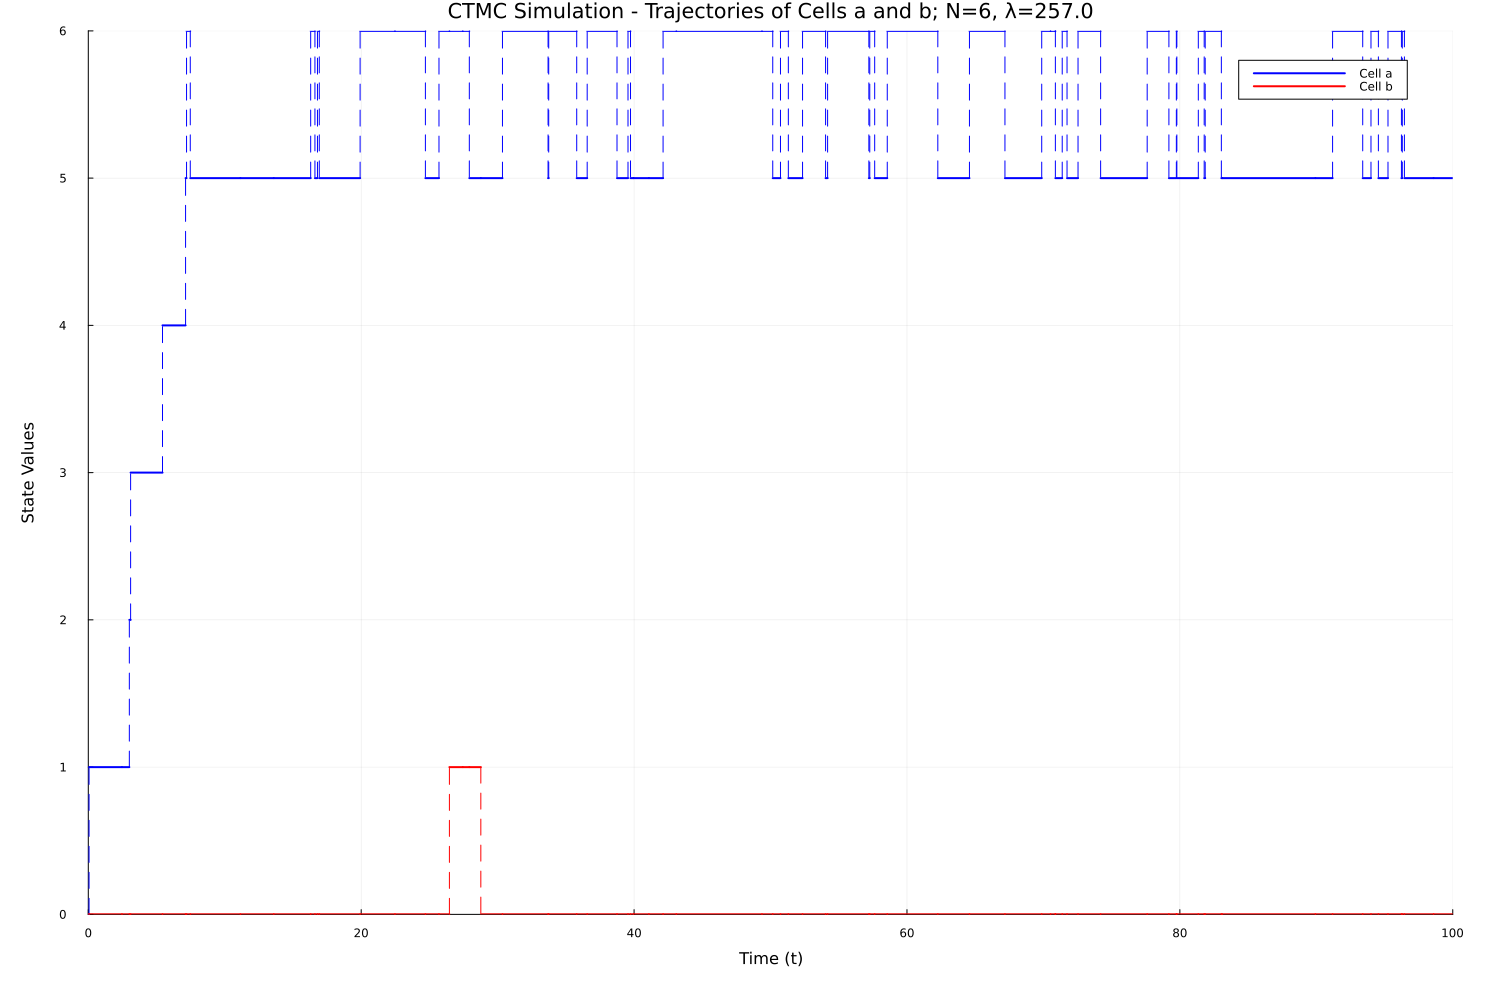 CTMC Simulation - Trajectories of Cells a and b; N=6, λ=257.0
6
Cell a
Cell b
5
4
State Values
3
2
1
0
0 20 40 60 80 100
Time (t)